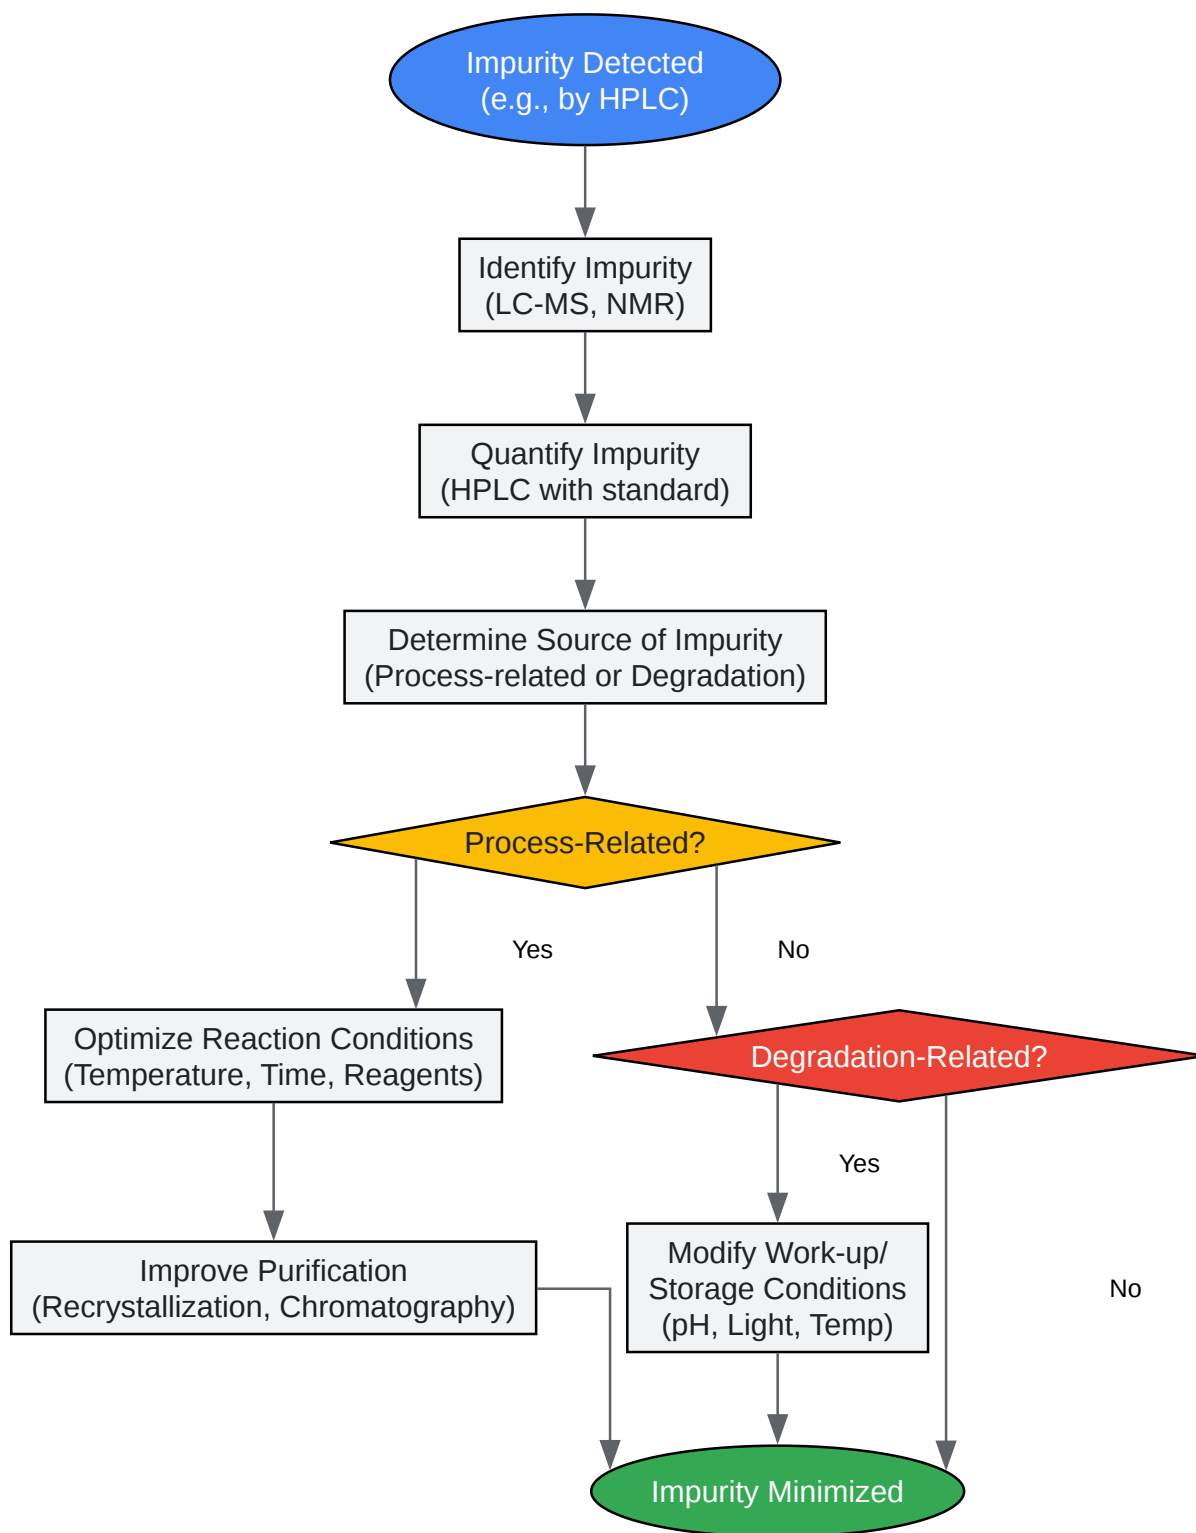 Impurity Detected
(e.g., by HPLC)
Identify Impurity
(LC-MS, NMR)
Quantify Impurity
(HPLC with standard)
Determine Source of Impurity
(Process-related or Degradation)
Process-Related?
Yes
No
Optimize Reaction Conditions
(Temperature, Time, Reagents)
Degradation-Related?
Yes
Improve Purification
(Recrystallization, Chromatography)
Modify Work-up/
Storage Conditions
(pH, Light, Temp)
No
Impurity Minimized